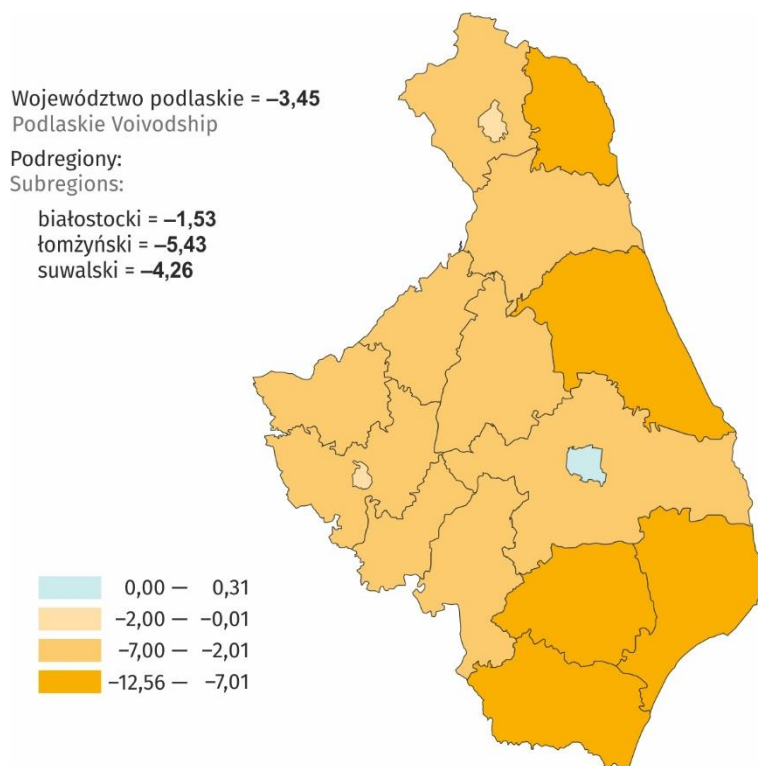 Województwo podlaskie = –3,45
Podlaskie Voivodship
Podregiony:
Subregions:
białostocki = –1,53
łomżyński = –5,43
suwalski = –4,26
0,00 — 0,31
–2,00 — –0,01
–7,00 — –2,01
–12,56 — –7,01